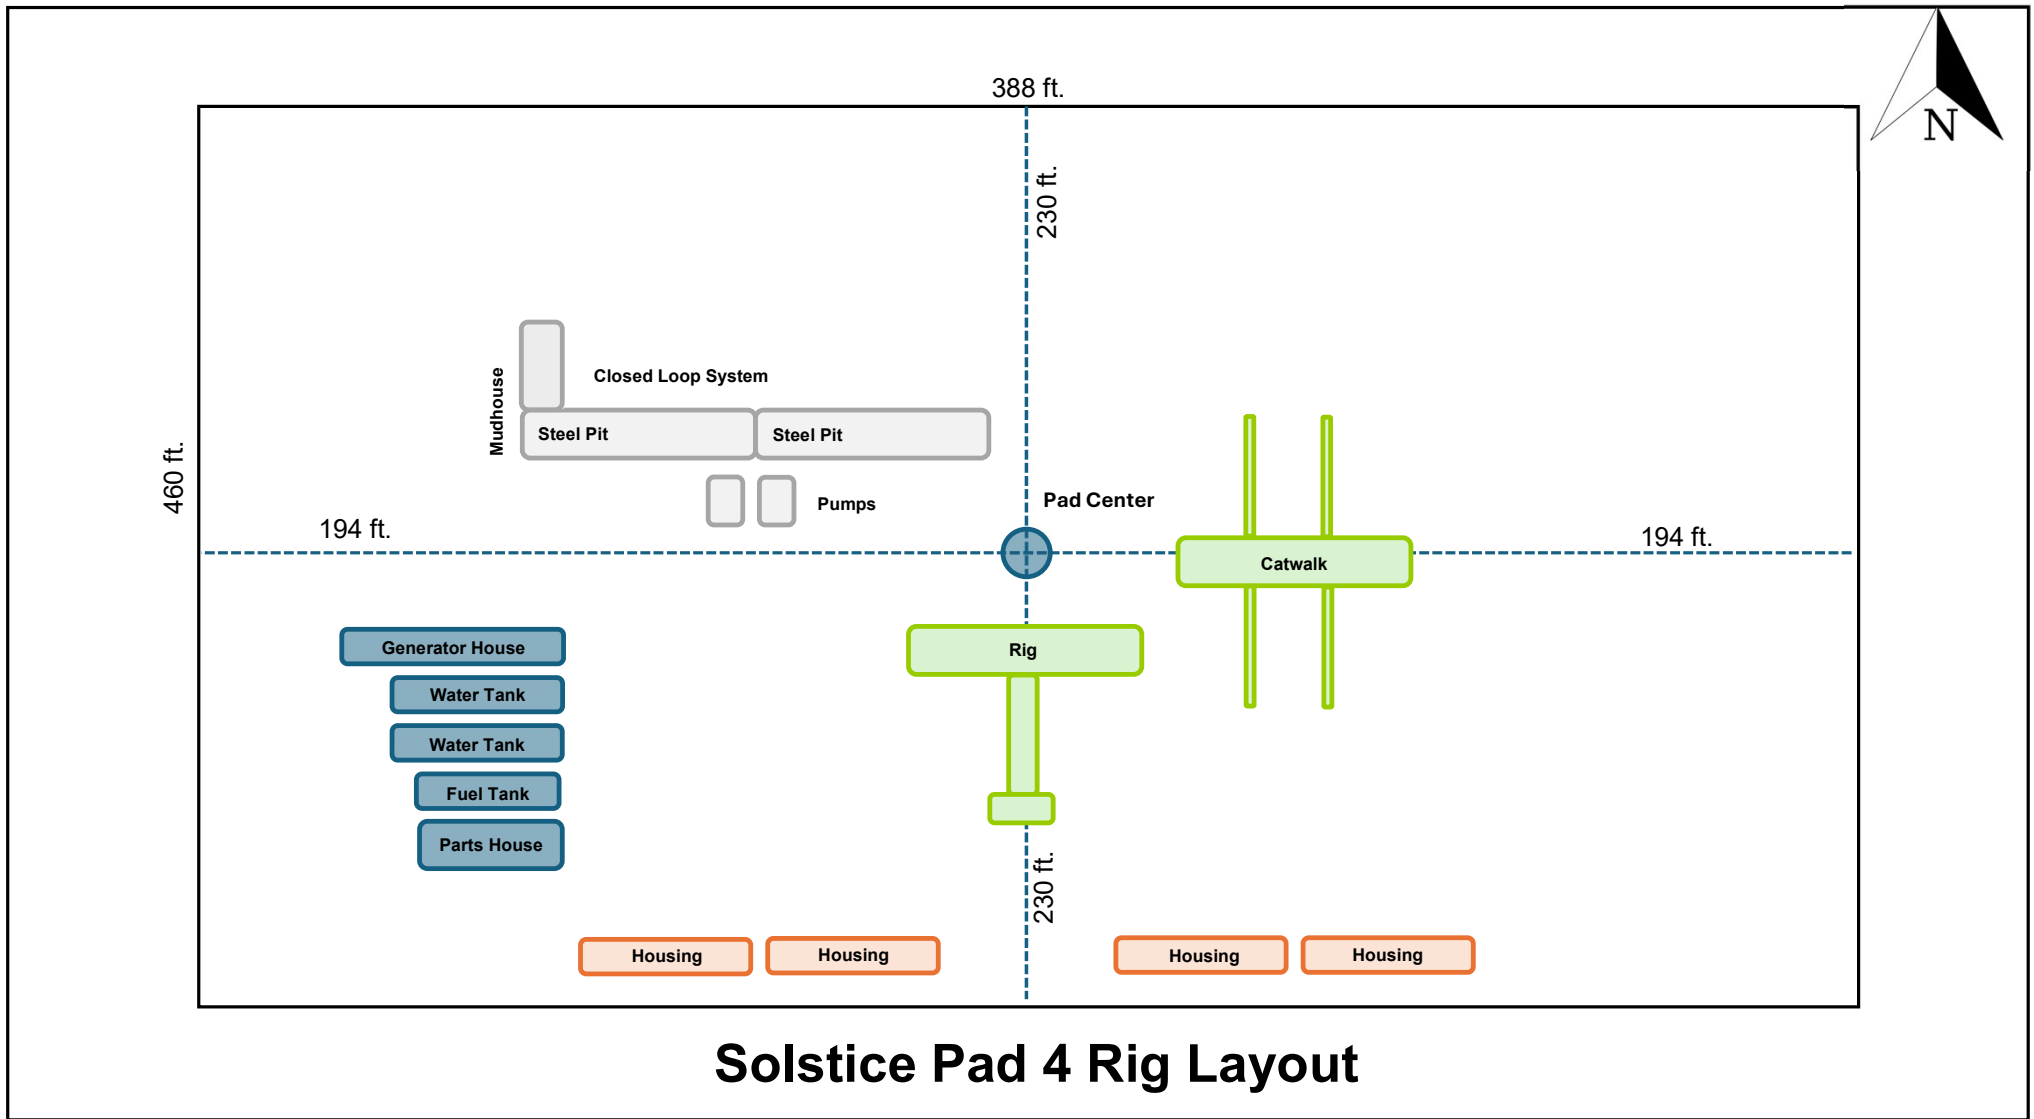 388 ft.
N
230 ft.
Mudhouse
Closed Loop System
Steel Pit
Steel Pit
460 ft.
Pumps
Pad Center
194 ft.
194 ft.
Catwalk
Generator House
Rig
Water Tank
Water Tank
Fuel Tank
Parts House
230 ft.
Housing
Housing
Housing
Housing
Solstice Pad 4 Rig Layout